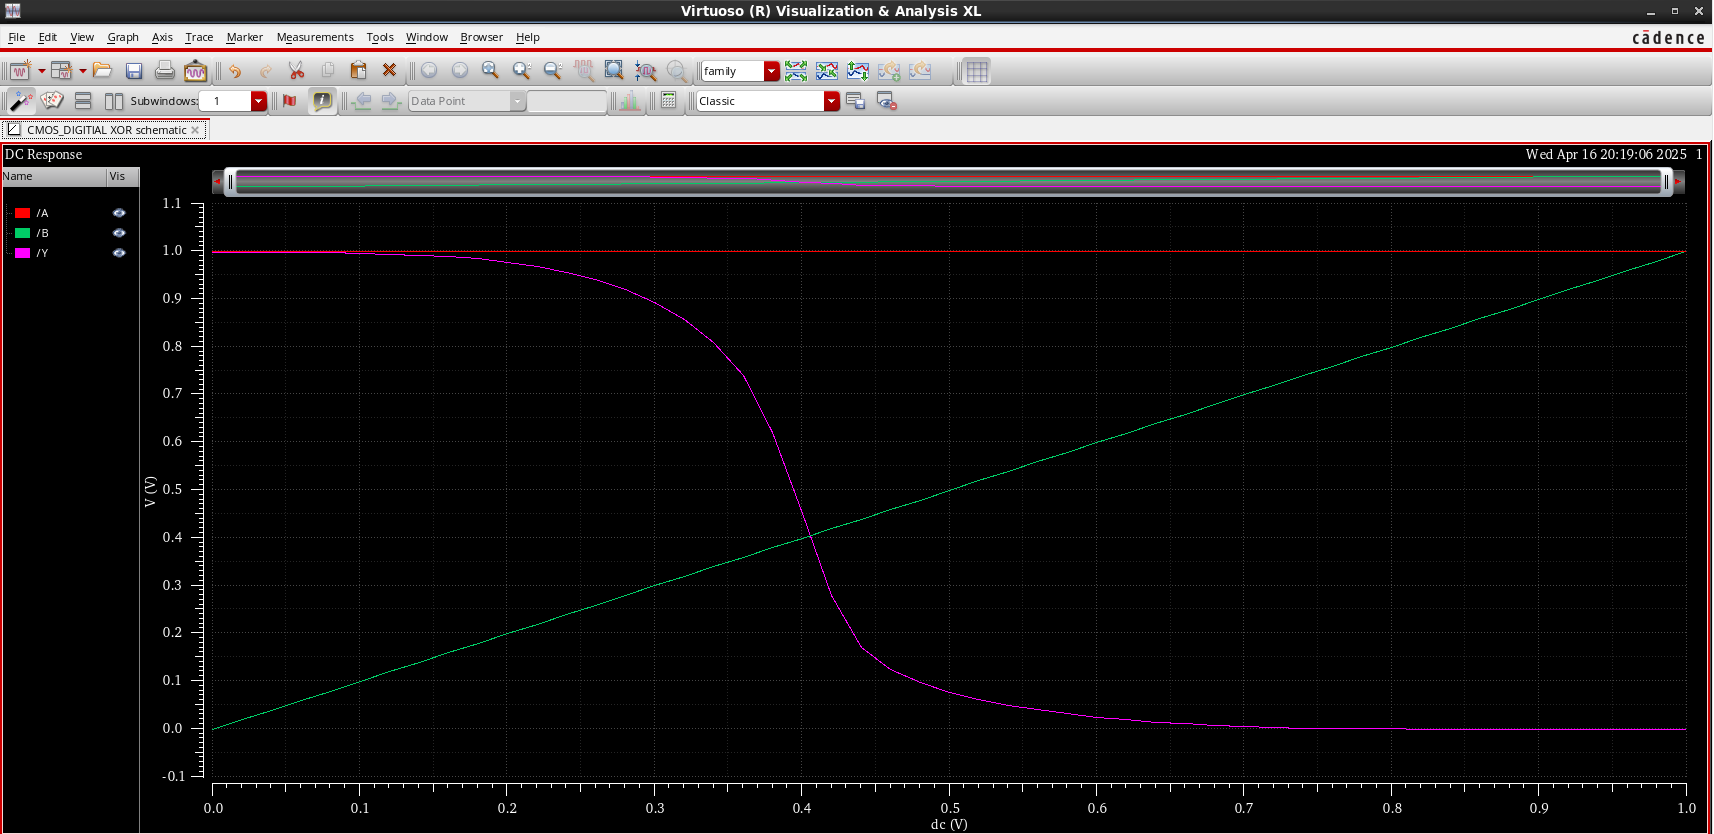 Virtuoso (R) Visualization & Analysis XL
File Edit View Graph Axis Trace Marker Measurements Tools Window Browser Help
cādence
family
Subwindows: 1
Data Point
Classic
CMOS_DIGITIAL XOR schematic
DC Response
Wed Apr 16 20:19:06 2025 1
Name Vis
/A
/B
/Y
1.1
1.0
0.9
0.8
0.7
0.6
0.5
0.4
0.3
0.2
0.1
0.0
-0.1
V (V)
0.0 0.1 0.2 0.3 0.4 0.5 0.6 0.7 0.8 0.9 1.0
dc (V)